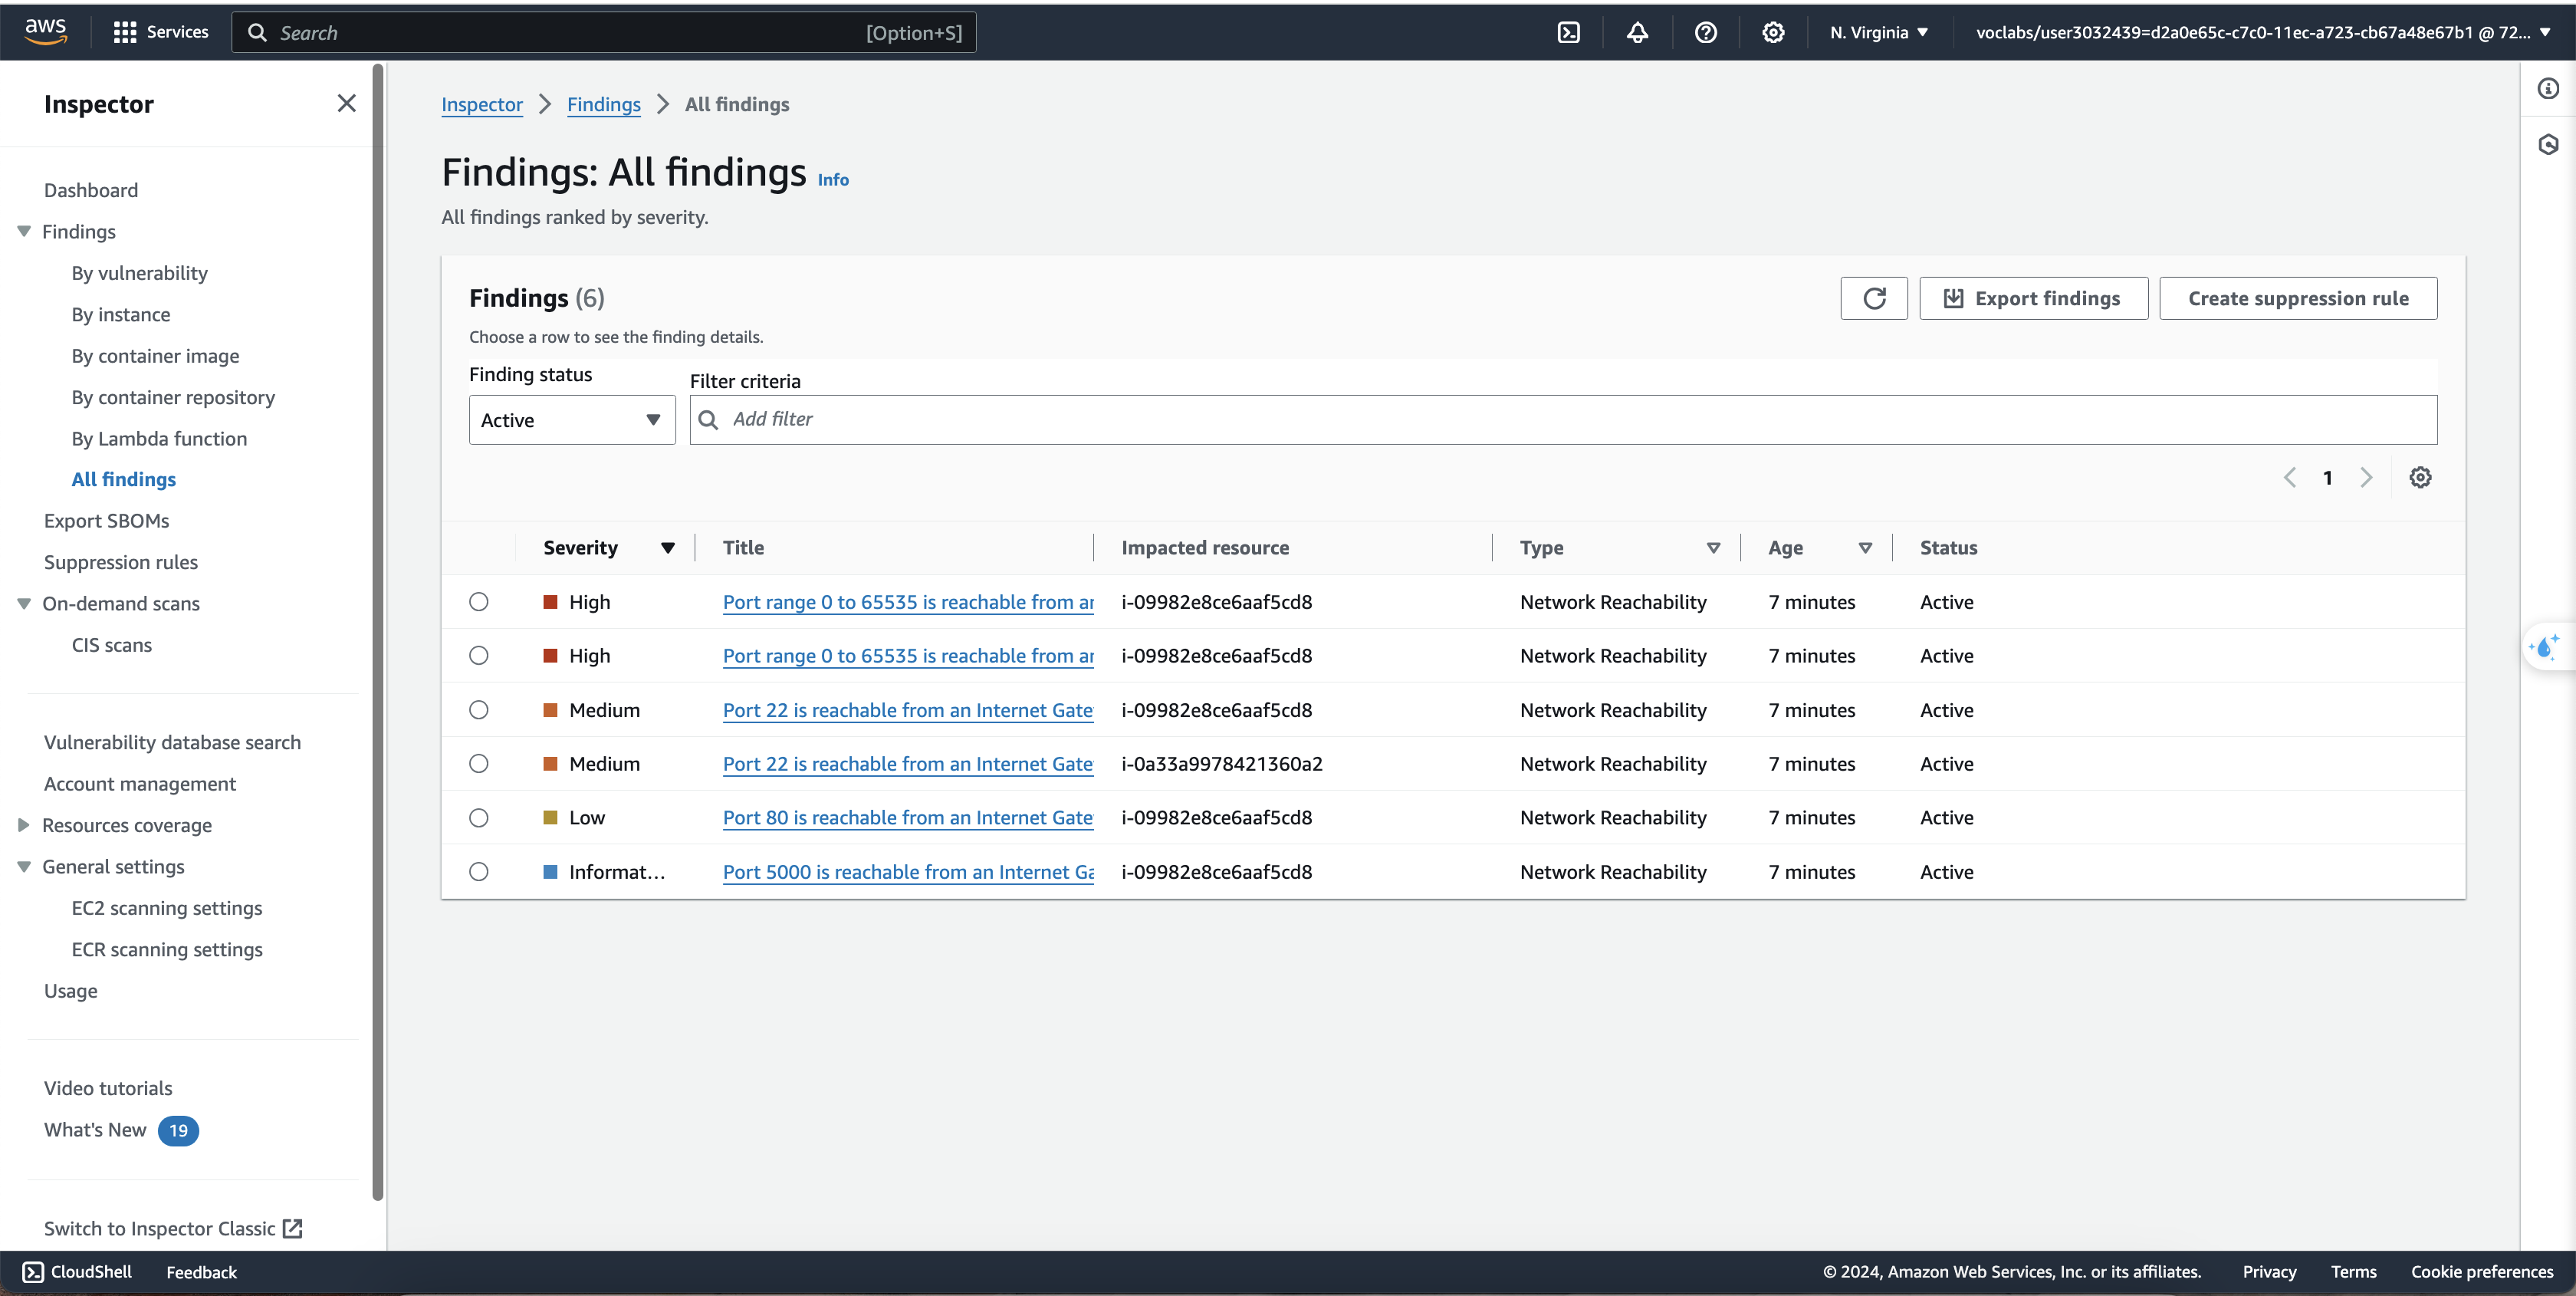 aws
Services
Search
[Option+S]
N. Virginia
voclabs/user3032439=d2a0e65c-c7c0-11ec-a723-cb67a48e67b1 @ 72...
Inspector
Dashboard
Findings
By vulnerability
By instance
By container image
By container repository
By Lambda function
All findings
Export SBOMs
Suppression rules
On-demand scans
CIS scans
Vulnerability database search
Account management
Resources coverage
General settings
EC2 scanning settings
ECR scanning settings
Usage
Video tutorials
What's New 19
Switch to Inspector Classic
Inspector > Findings > All findings
Findings: All findings Info
All findings ranked by severity.
Findings (6)
Export findings
Create suppression rule
Choose a row to see the finding details.
Finding status
Filter criteria
Active
Add filter
1
Severity Title Impacted resource Type Age Status
High Port range 0 to 65535 is reachable from an i-09982e8ce6aaf5cd8 Network Reachability 7 minutes Active
High Port range 0 to 65535 is reachable from an i-09982e8ce6aaf5cd8 Network Reachability 7 minutes Active
Medium Port 22 is reachable from an Internet Gate i-09982e8ce6aaf5cd8 Network Reachability 7 minutes Active
Medium Port 22 is reachable from an Internet Gate i-0a33a9978421360a2 Network Reachability 7 minutes Active
Low Port 80 is reachable from an Internet Gate i-09982e8ce6aaf5cd8 Network Reachability 7 minutes Active
Informat... Port 5000 is reachable from an Internet Ga i-09982e8ce6aaf5cd8 Network Reachability 7 minutes Active
CloudShell
Feedback
© 2024, Amazon Web Services, Inc. or its affiliates.
Privacy
Terms
Cookie preferences